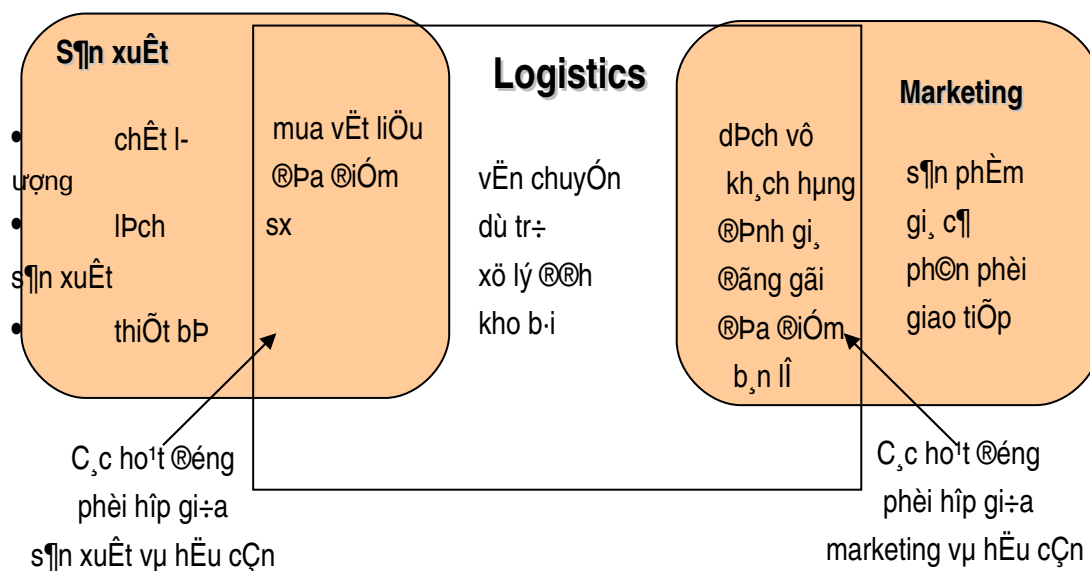 S¶n xuÊt
• chÊt l-
ượng
• lÞch
s¶n xuÊt
• thiÕt bÞ
mua vËt liÖu
®Þa ®iÓm
sx
Logistics
vËn chuyÓn
dù tr÷
xö lý ®®h
kho b·i
dÞch vô
kh¸ch hµng
®Þnh gi¸
®ãng gãi
®Þa ®iÓm
b¸n lÎ
Marketing
s¶n phÈm
gi¸ c¶
ph©n phèi
giao tiÕp
C¸c ho¹t ®éng
phèi hîp gi÷a
s¶n xuÊt vµ hËu cÇn
C¸c ho¹t ®éng
phèi hîp gi÷a
marketing vµ hËu cÇn